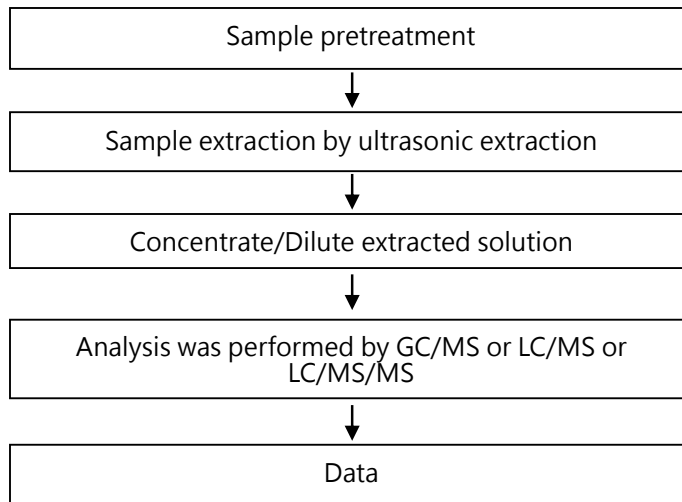 Sample pretreatment
Sample extraction by ultrasonic extraction
Concentrate/Dilute extracted solution
Analysis was performed by GC/MS or LC/MS or
LC/MS/MS
Data